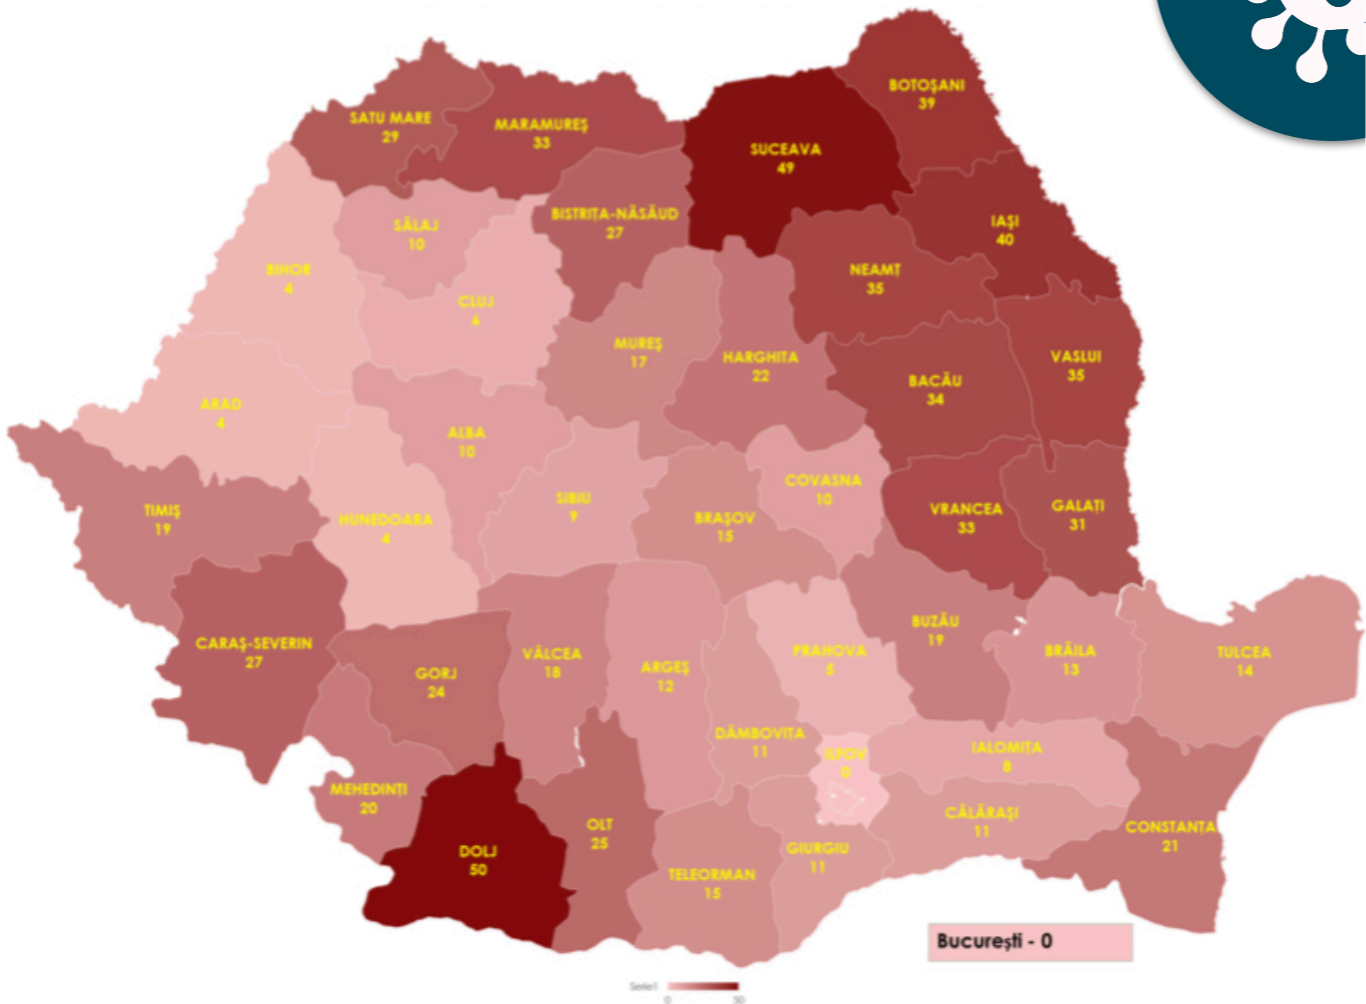 BOTOȘANI
39
SATU MARE
29
MARAMUREȘ
33
SUCEAVA
49
BISTRIȚA-NĂSĂUD
27
SĂLAJ
10
IAȘI
40
BIHOR
4
NEAMȚ
35
CLUJ
6
MUREȘ
17
HARGHITA
22
VASLUI
35
BACĂU
34
ARAD
4
ALBA
10
COVASNA
10
SIBIU
9
TIMIȘ
19
HUNEDOARA
4
BRAȘOV
15
VRANCEA
33
GALAȚI
31
CARAȘ-SEVERIN
27
GORJ
24
VÂLCEA
18
ARGEȘ
12
PRAHOVA
5
BUZĂU
19
BRĂILA
13
TULCEA
14
DÂMBOVIȚA
11
ILFOV
0
IALOMIȚA
8
MEHEDINȚI
20
DOLJ
50
OLT
25
TELEORMAN
15
GIURGIU
11
CĂLĂRAȘI
11
CONSTANȚA
21
București - 0
Serie1
0 50